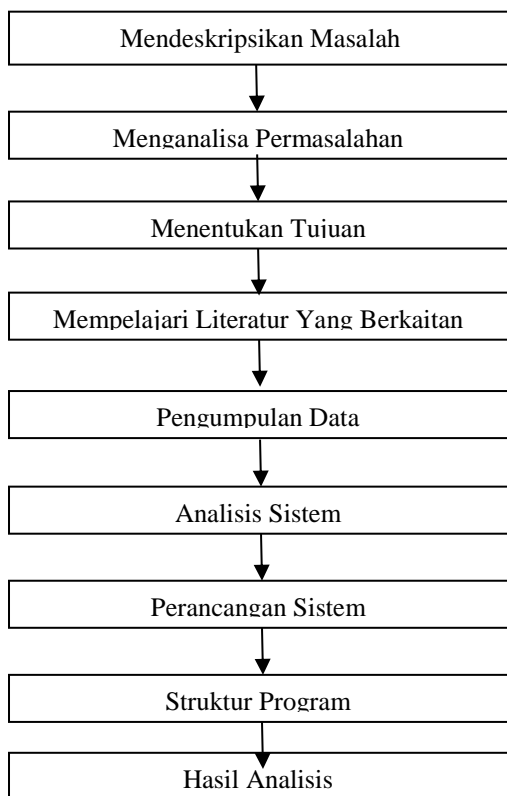 Mendeskripsikan Masalah
Menganalisa Permasalahan
Menentukan Tujuan
Mempelajari Literatur Yang Berkaitan
Pengumpulan Data
Analisis Sistem
Perancangan Sistem
Struktur Program
Hasil Analisis